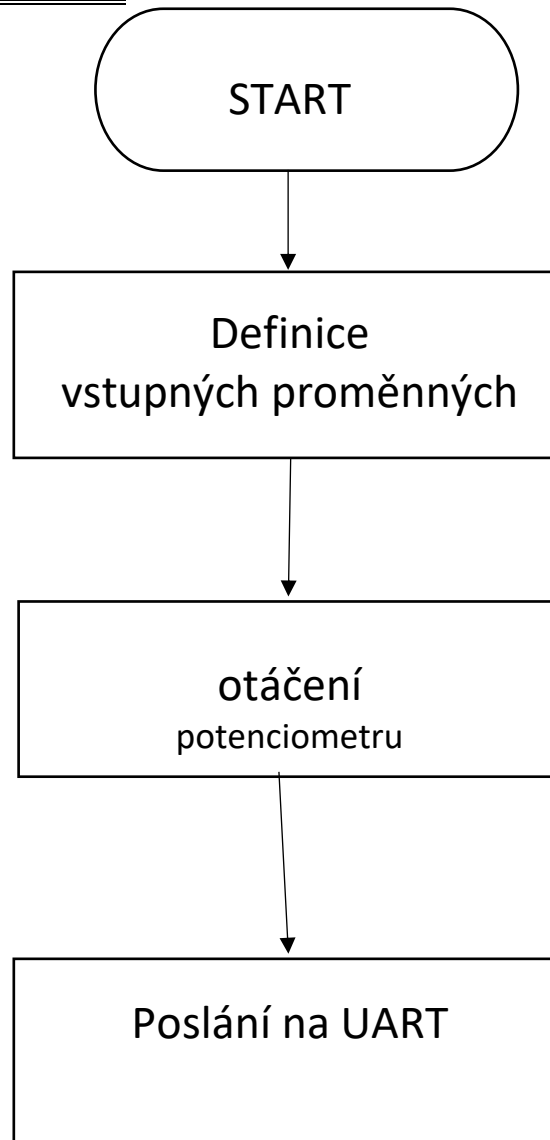 START
Definice
vstupných proměnných
otáčení
potenciometru
Poslání na UART